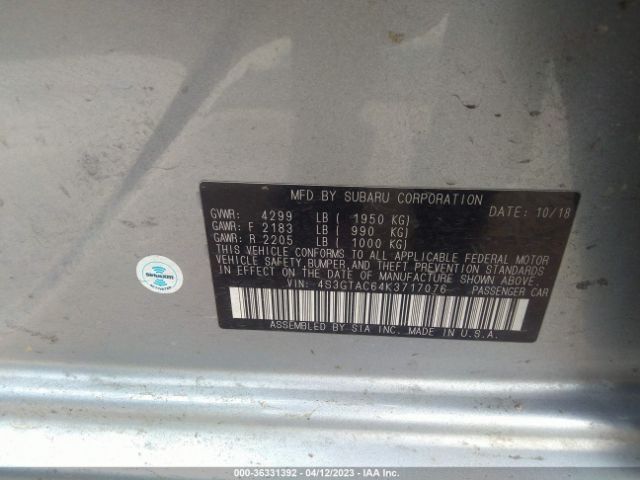 MFD BY SUBARU CORPORATION DATE: 10/18
GVWR: 4299 LB ( 1950 KG)
GAWR: F 2183 LB ( 990 KG)
GAWR: R 2205 LB ( 1000 KG)
THIS VEHICLE CONFORMS TO ALL APPLICABLE FEDERAL MOTOR
VEHICLE SAFETY,BUMPER,AND THEFT PREVENTION STANDARDS
IN EFFECT ON THE DATE OF MANUFACTURE SHOWN ABOVE.
VIN: 4S3GTAC64K3717076 PASSENGER CAR
ASSEMBLED BY SIA INC. MADE IN U.S.A.
siriusxm
000-36331392 - 04/12/2023 - IAA Inc.